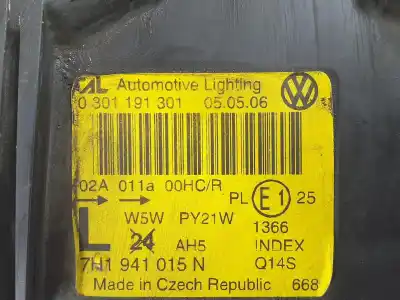 AL Automotive Lighting
0 301 191 301 05.05.06
02A 011a 00HC/R
PL E1 25
W5W PY21W 1366
L 24 AH5 INDEX
7H1 941 015 N Q14S
Made in Czech Republic 668